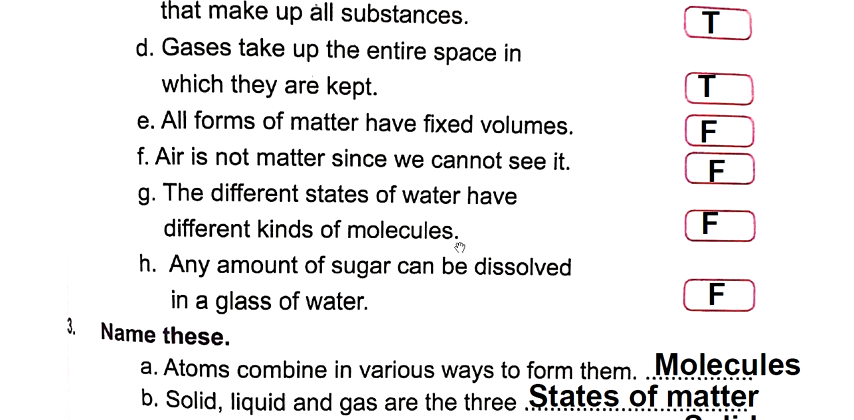 that make up all substances. T
d. Gases take up the entire space in
which they are kept. T
e. All forms of matter have fixed volumes. F
f. Air is not matter since we cannot see it. F
g. The different states of water have
different kinds of molecules. F
h. Any amount of sugar can be dissolved
in a glass of water. F
3. Name these.
a. Atoms combine in various ways to form them. Molecules
b. Solid, liquid and gas are the three States of matter